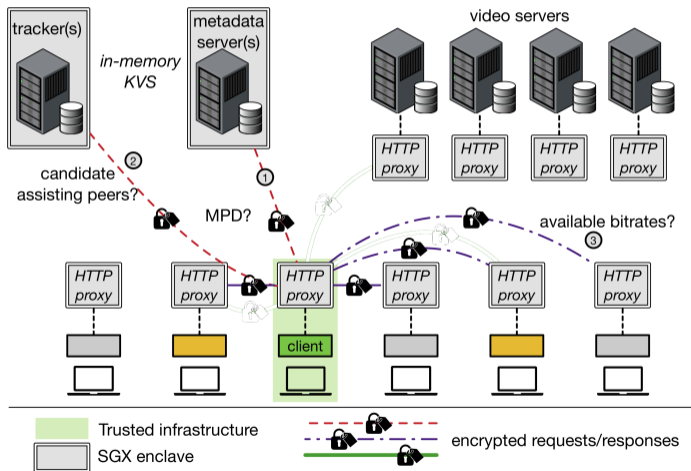 tracker(s)
in-memory
KVS
metadata
server(s)
video servers
HTTP
proxy
HTTP
proxy
HTTP
proxy
HTTP
proxy
2
candidate
assisting peers?
1
MPD?
available bitrates?
3
HTTP
proxy
HTTP
proxy
HTTP
proxy
HTTP
proxy
HTTP
proxy
HTTP
proxy
client
Trusted infrastructure
SGX enclave
encrypted requests/responses